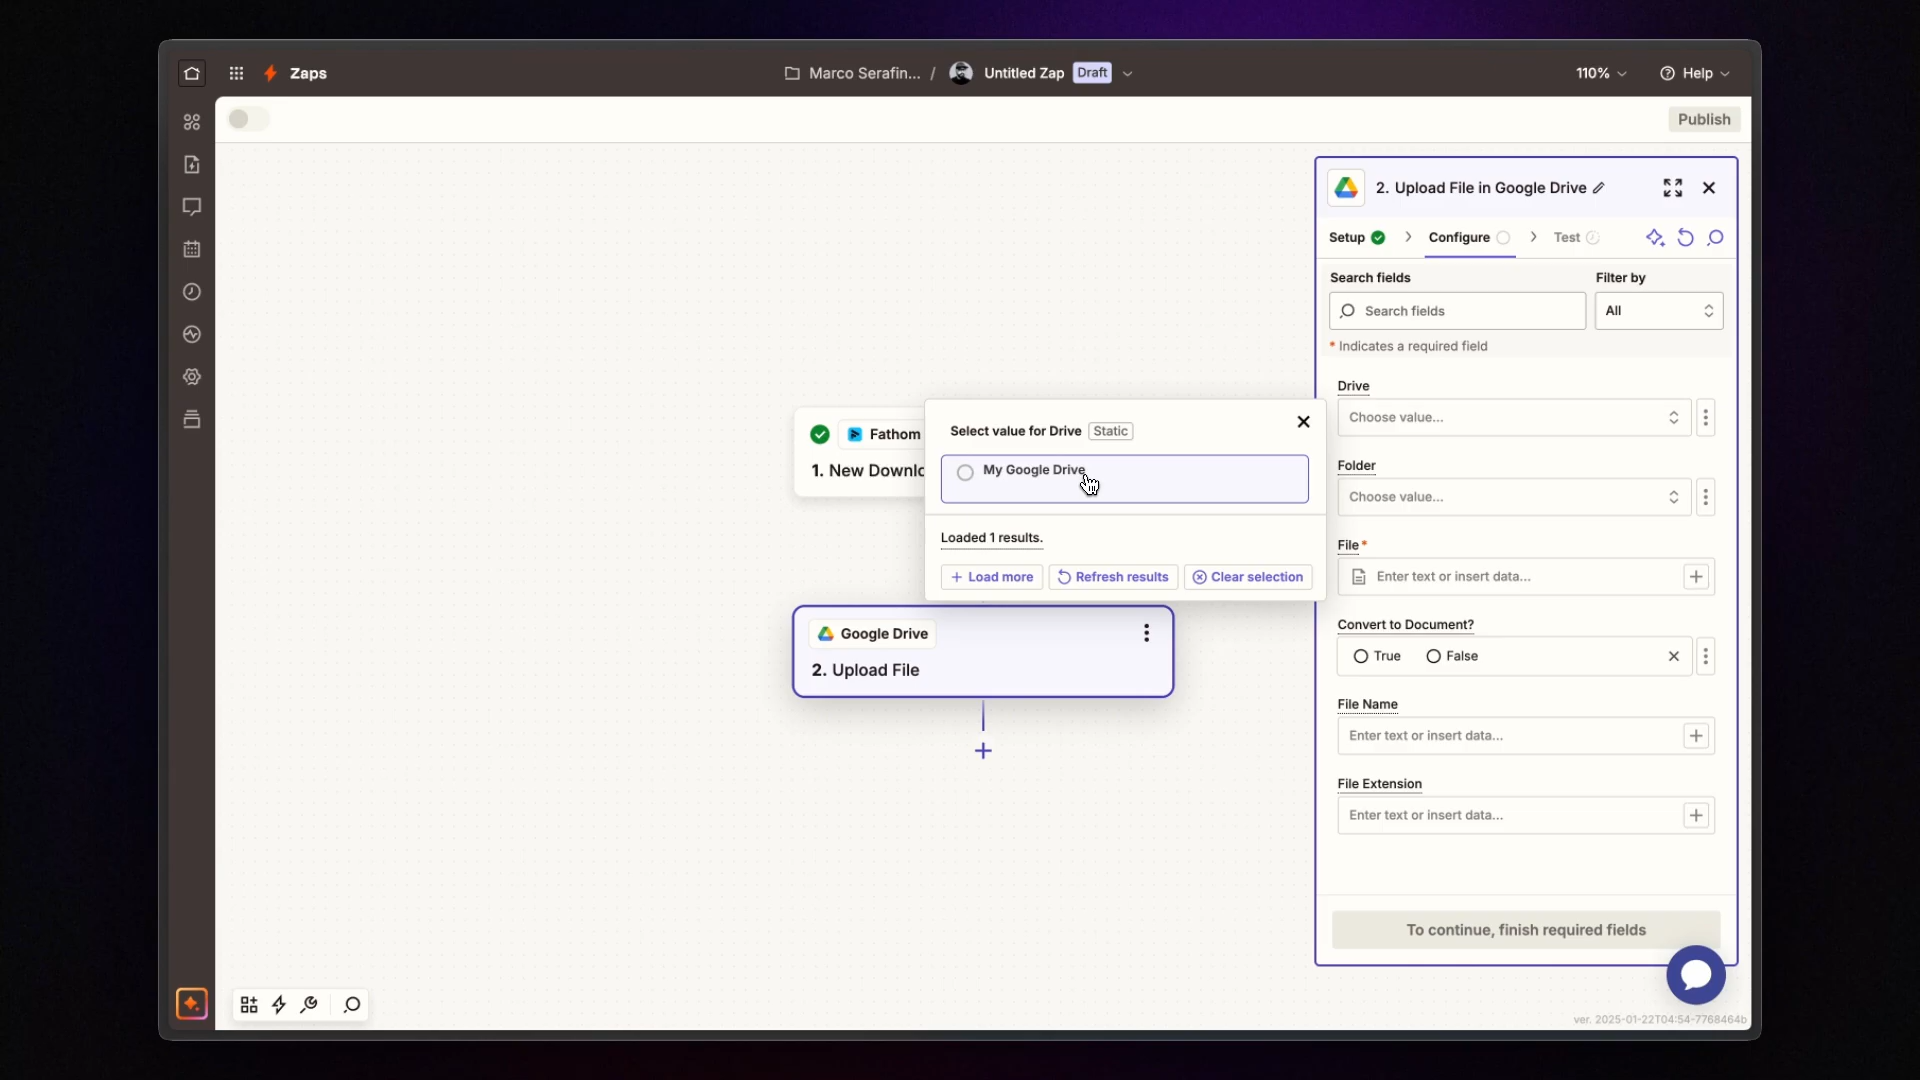 Zaps
Marco Serafin... / Untitled Zap Draft
110%
Help
Publish
2. Upload File in Google Drive
Setup
Configure
Test
Search fields
Filter by
Search fields
All
* Indicates a required field
Drive
Choose value...
Folder
Choose value...
File*
Enter text or insert data...
Convert to Document?
True
False
File Name
Enter text or insert data...
File Extension
Enter text or insert data...
To continue, finish required fields
Fathom
1. New Downlo
Select value for Drive Static
My Google Drive
Loaded 1 results.
Load more
Refresh results
Clear selection
Google Drive
2. Upload File
ver. 2025-01-22T04:54-7768464b